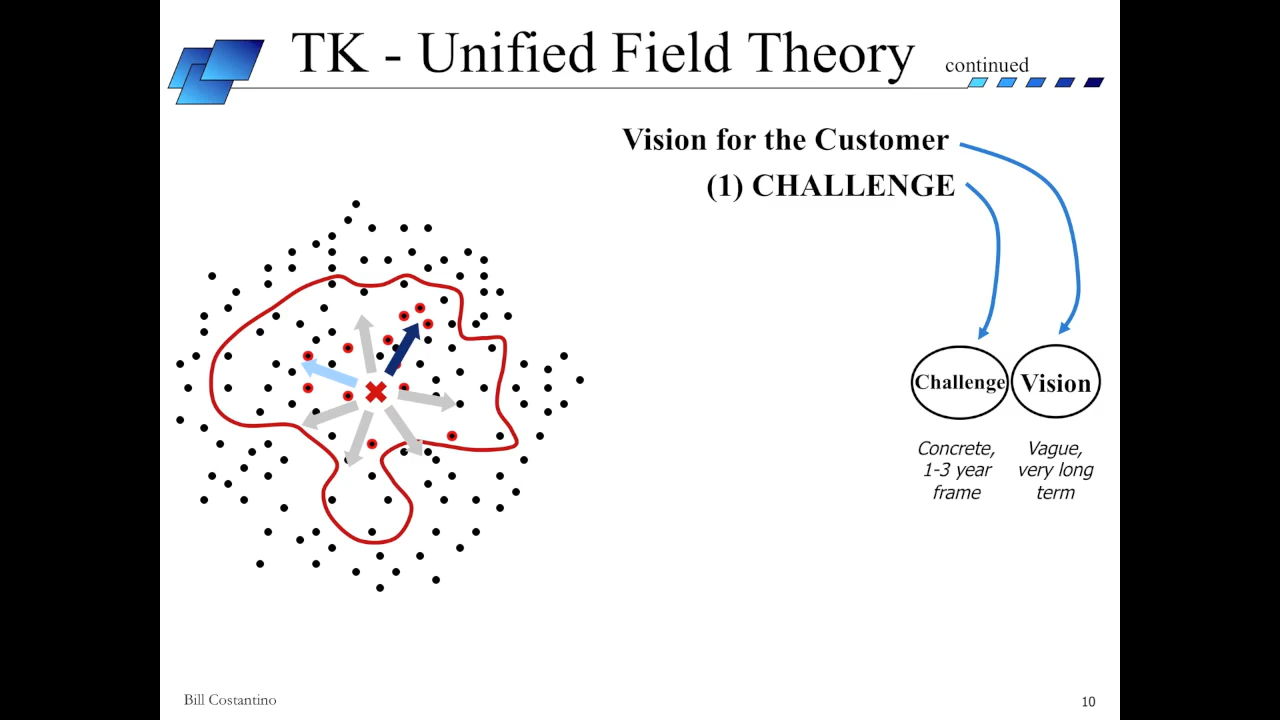 TK - Unified Field Theory continued
Vision for the Customer
(1) CHALLENGE
Challenge
Vision
Concrete,
1-3 year
frame
Vague,
very long
term
Bill Costantino
10